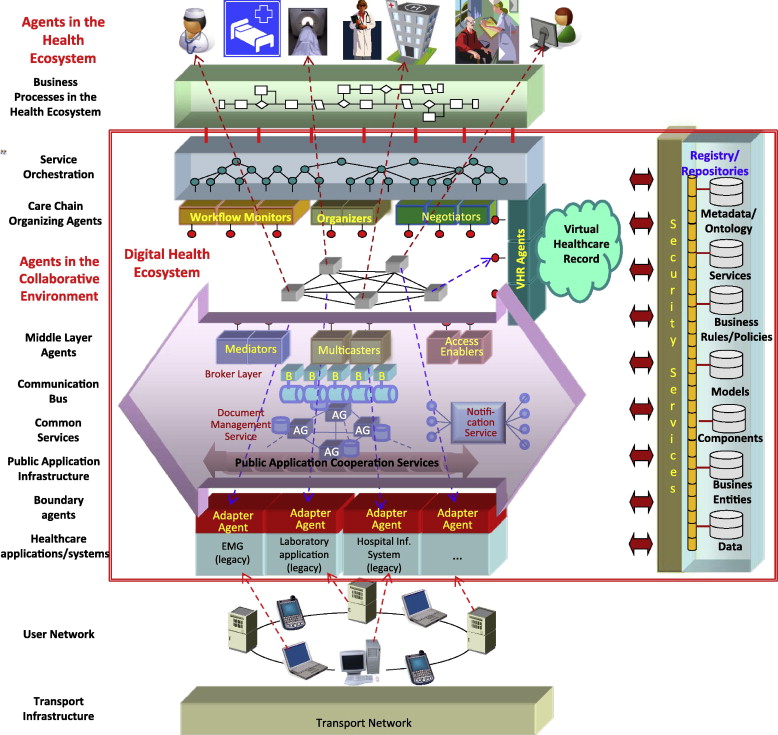 Agents in the
Health
Ecosystem
Business
Processes in the
Health Ecosystem
Service
Orchestration
Registry/
Repositories
Care Chain
Organizing Agents
Workflow Monitors
Organizers
Negotiators
Metadata/
Ontology
Agents in the
Collaborative
Environment
Digital Health
Ecosystem
VHR Agents
Virtual
Healthcare
Record
Security Services
Services
Business
Rules/Policies
Middle Layer
Agents
Mediators
Multicasters
Access
Enablers
Models
Communication
Bus
Broker Layer
B B B B B
Common
Services
Document
Management
Service
AG
AG AG
AG
Notifi-
cation
Service
Components
Public Application
Infrastructure
Public Application Cooperation Services
Busines
Entities
Boundary
agents
Adapter
Agent
Adapter
Agent
Adapter
Agent
Adapter
Agent
Healthcare
applications/systems
EMG
(legacy)
Laboratory
application
(legacy)
Hospital Inf.
System
(legacy)
...
Data
User Network
Transport
Infrastructure
Transport Network